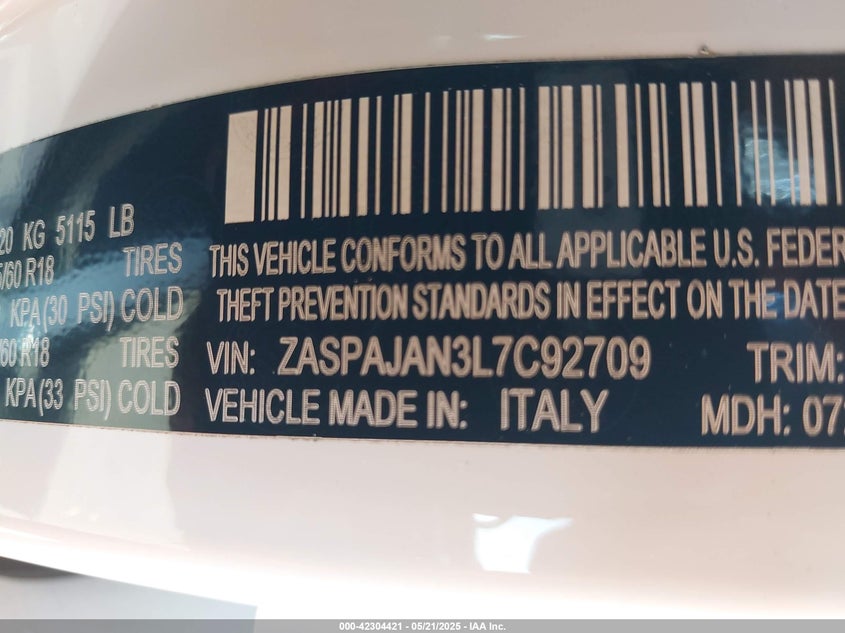 20 KG 5115 LB
/60 R18 TIRES
KPA(30 PSI) COLD
/60 R18 TIRES
KPA(33 PSI) COLD
THIS VEHICLE CONFORMS TO ALL APPLICABLE U.S. FEDER
THEFT PREVENTION STANDARDS IN EFFECT ON THE DATE
VIN: ZASPAJAN3L7C92709 TRIM:
VEHICLE MADE IN: ITALY MDH: 07
000-42304421 - 05/21/2025 - IAA Inc.